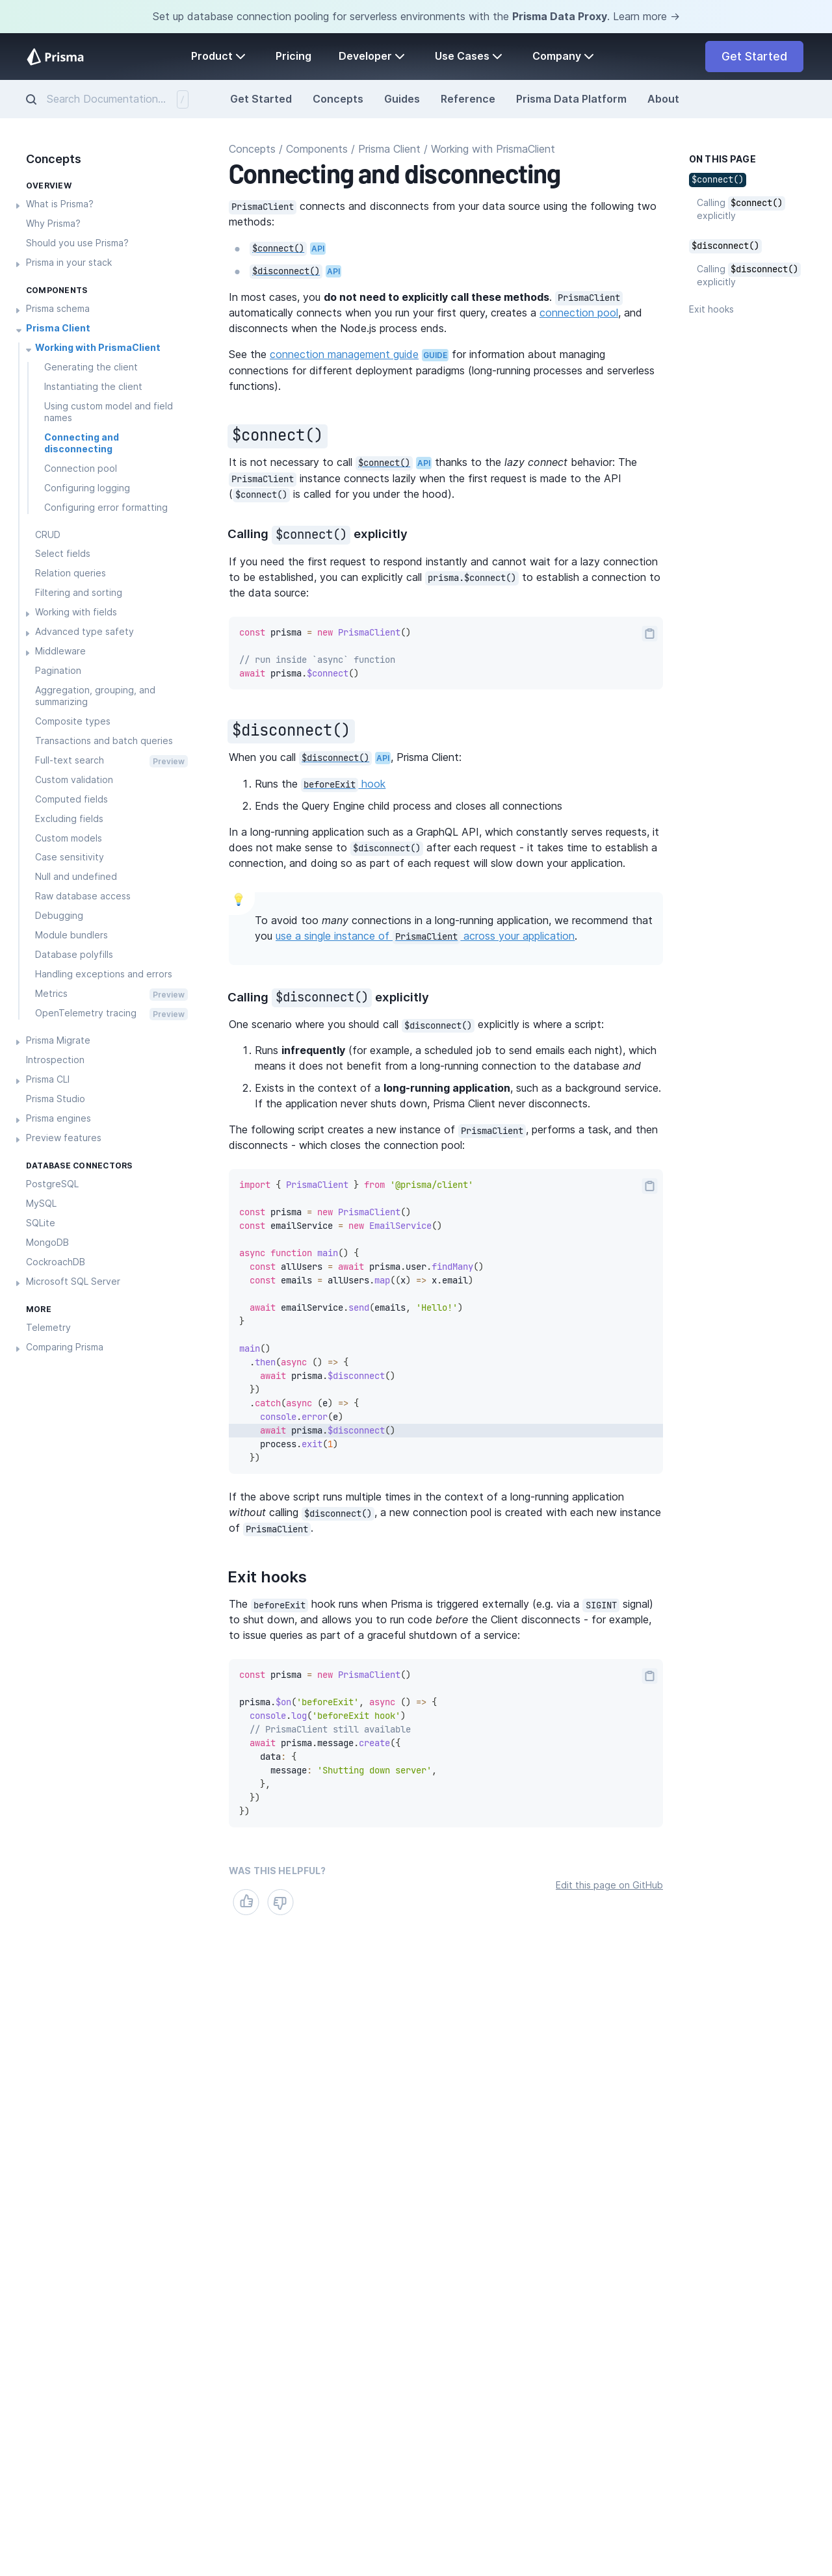 Set up database connection pooling for serverless environments with the Prisma Data Proxy. Learn more →
Prisma
Product
Pricing
Developer
Use Cases
Company
Get Started
Search Documentation...
/
Get Started
Concepts
Guides
Reference
Prisma Data Platform
About
Concepts
OVERVIEW
What is Prisma?
Why Prisma?
Should you use Prisma?
Prisma in your stack
COMPONENTS
Prisma schema
Prisma Client
Working with PrismaClient
Generating the client
Instantiating the client
Using custom model and field
names
Connecting and
disconnecting
Connection pool
Configuring logging
Configuring error formatting
CRUD
Select fields
Relation queries
Filtering and sorting
Working with fields
Advanced type safety
Middleware
Pagination
Aggregation, grouping, and
summarizing
Composite types
Transactions and batch queries
Full-text search Preview
Custom validation
Computed fields
Excluding fields
Custom models
Case sensitivity
Null and undefined
Raw database access
Debugging
Module bundlers
Database polyfills
Handling exceptions and errors
Metrics Preview
OpenTelemetry tracing Preview
Prisma Migrate
Introspection
Prisma CLI
Prisma Studio
Prisma engines
Preview features
DATABASE CONNECTORS
PostgreSQL
MySQL
SQLite
MongoDB
CockroachDB
Microsoft SQL Server
MORE
Telemetry
Comparing Prisma
Concepts / Components / Prisma Client / Working with PrismaClient
Connecting and disconnecting
PrismaClient connects and disconnects from your data source using the following two
methods:
$connect() API
$disconnect() API
In most cases, you do not need to explicitly call these methods. PrismaClient
automatically connects when you run your first query, creates a connection pool, and
disconnects when the Node.js process ends.
See the connection management guide GUIDE for information about managing
connections for different deployment paradigms (long-running processes and serverless
functions).
$connect()
It is not necessary to call $connect() API thanks to the lazy connect behavior: The
PrismaClient instance connects lazily when the first request is made to the API
($connect() is called for you under the hood).
Calling $connect() explicitly
If you need the first request to respond instantly and cannot wait for a lazy connection
to be established, you can explicitly call prisma.$connect() to establish a connection to
the data source:
const prisma = new PrismaClient()
// run inside `async` function
await prisma.$connect()
$disconnect()
When you call $disconnect() API, Prisma Client:
1. Runs the beforeExit hook
2. Ends the Query Engine child process and closes all connections
In a long-running application such as a GraphQL API, which constantly serves requests, it
does not make sense to $disconnect() after each request - it takes time to establish a
connection, and doing so as part of each request will slow down your application.
💡
To avoid too many connections in a long-running application, we recommend that
you use a single instance of PrismaClient across your application.
Calling $disconnect() explicitly
One scenario where you should call $disconnect() explicitly is where a script:
1. Runs infrequently (for example, a scheduled job to send emails each night), which
means it does not benefit from a long-running connection to the database and
2. Exists in the context of a long-running application, such as a background service.
If the application never shuts down, Prisma Client never disconnects.
The following script creates a new instance of PrismaClient, performs a task, and then
disconnects - which closes the connection pool:
import { PrismaClient } from '@prisma/client'
const prisma = new PrismaClient()
const emailService = new EmailService()
async function main() {
const allUsers = await prisma.user.findMany()
const emails = allUsers.map((x) => x.email)
await emailService.send(emails, 'Hello!')
}
main()
.then(async () => {
await prisma.$disconnect()
})
.catch(async (e) => {
console.error(e)
await prisma.$disconnect()
process.exit(1)
})
If the above script runs multiple times in the context of a long-running application
without calling $disconnect(), a new connection pool is created with each new instance
of PrismaClient.
Exit hooks
The beforeExit hook runs when Prisma is triggered externally (e.g. via a SIGINT signal)
to shut down, and allows you to run code before the Client disconnects - for example,
to issue queries as part of a graceful shutdown of a service:
const prisma = new PrismaClient()
prisma.$on('beforeExit', async () => {
console.log('beforeExit hook')
// PrismaClient still available
await prisma.message.create({
data: {
message: 'Shutting down server',
},
})
})
WAS THIS HELPFUL?
Edit this page on GitHub
ON THIS PAGE
$connect()
Calling $connect()
explicitly
$disconnect()
Calling $disconnect()
explicitly
Exit hooks